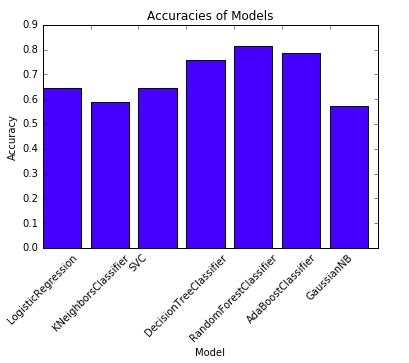 Accuracies of Models
0.9
0.8
0.7
0.6
0.5
0.4
0.3
0.2
0.1
0.0
Accuracy
LogisticRegression
KNeighborsClassifier
SVC
DecisionTreeClassifier
RandomForestClassifier
AdaBoostClassifier
GaussianNB
Model